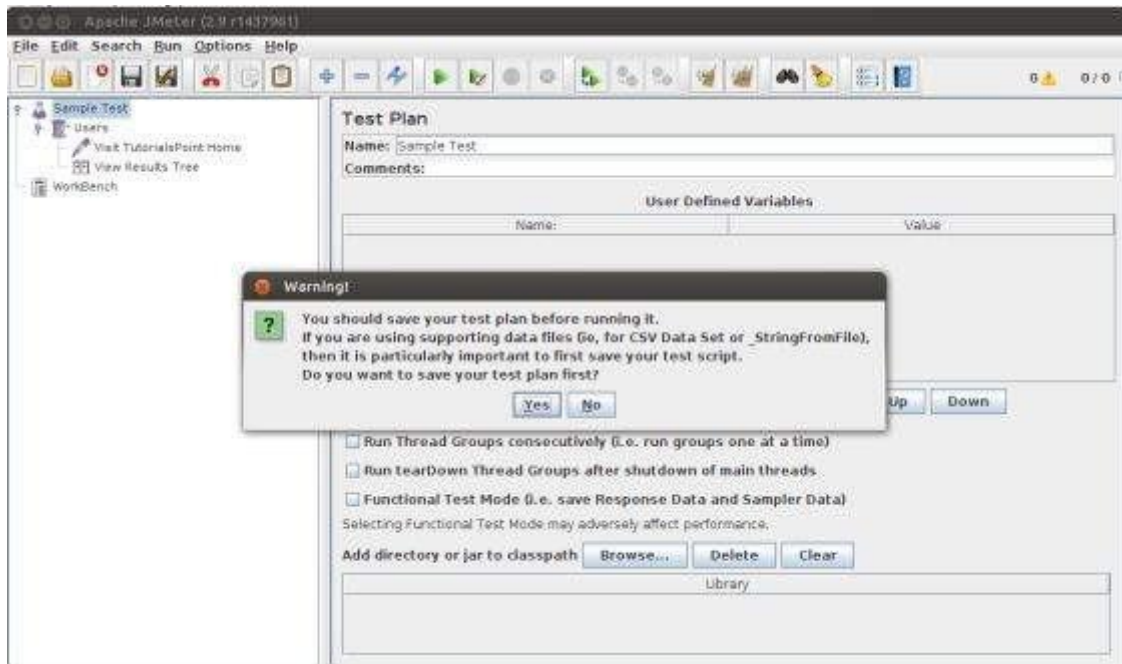 Apache JMeter (2.9 r1437961)
File Edit Search Run Options Help
0 0 / 0
Sample Test
Users
Visit TutorialsPoint Home
View Results Tree
WorkBench
Test Plan
Name: Sample Test
Comments:
User Defined Variables
Name: Value
Warning!
?
You should save your test plan before running it.
If you are using supporting data files (ie, for CSV Data Set or _StringFromFile),
then it is particularly important to first save your test script.
Do you want to save your test plan first?
Yes No
Up Down
Run Thread Groups consecutively (i.e. run groups one at a time)
Run tearDown Thread Groups after shutdown of main threads
Functional Test Mode (i.e. save Response Data and Sampler Data)
Selecting Functional Test Mode may adversely affect performance.
Add directory or jar to classpath Browse... Delete Clear
Library